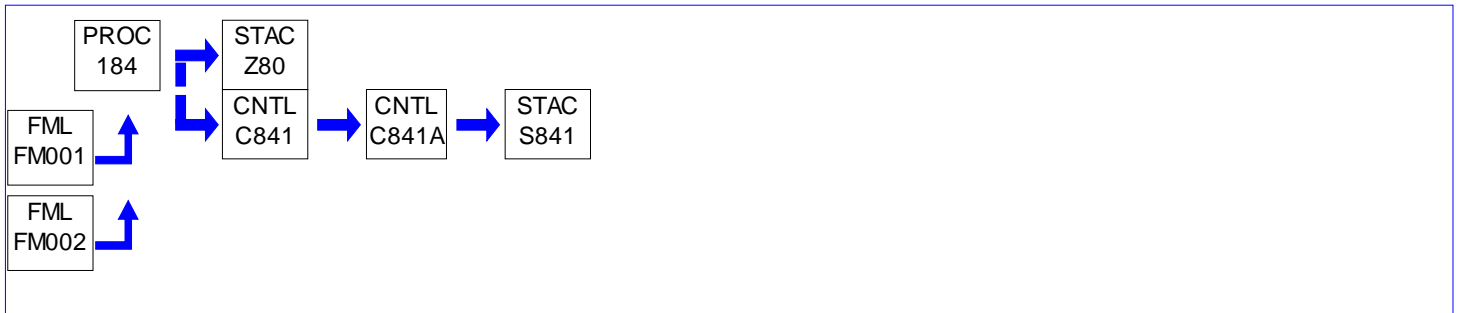 PROC
184
STAC
Z80
CNTL
C841
CNTL
C841A
STAC
S841
FML
FM001
FML
FM002